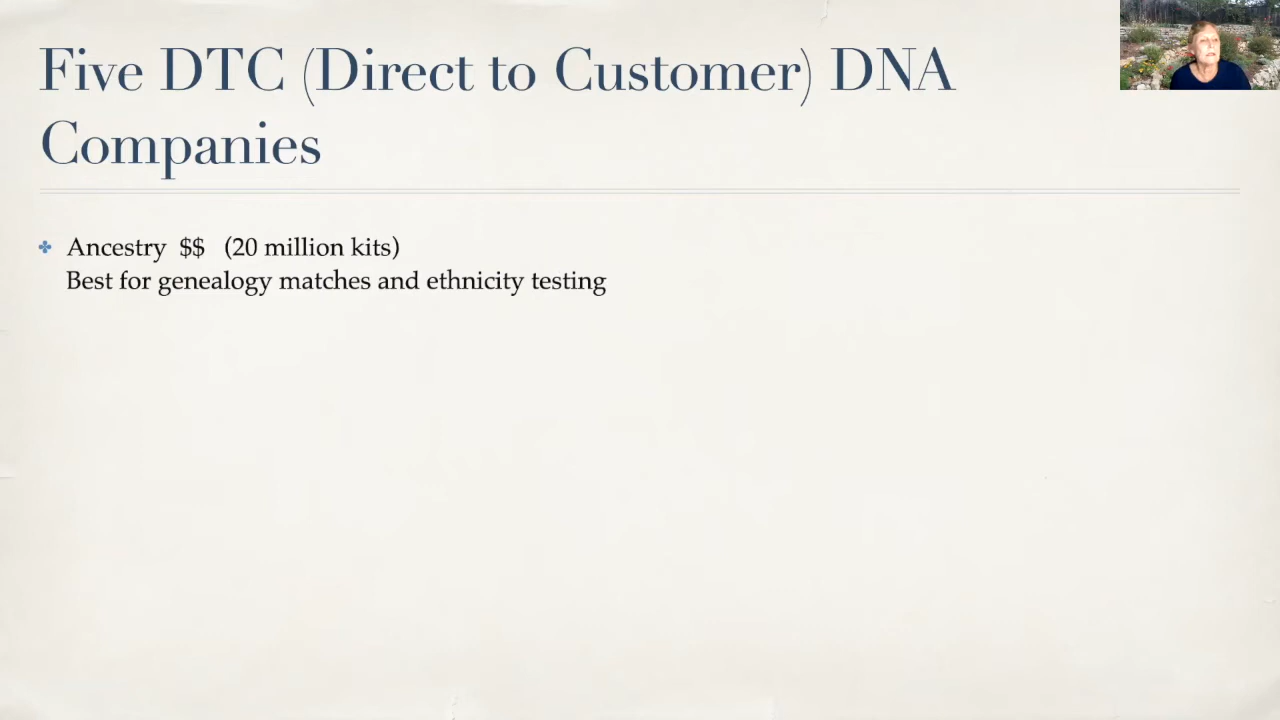 Five DTC (Direct to Customer) DNA
Companies
Ancestry $$ (20 million kits)
Best for genealogy matches and ethnicity testing